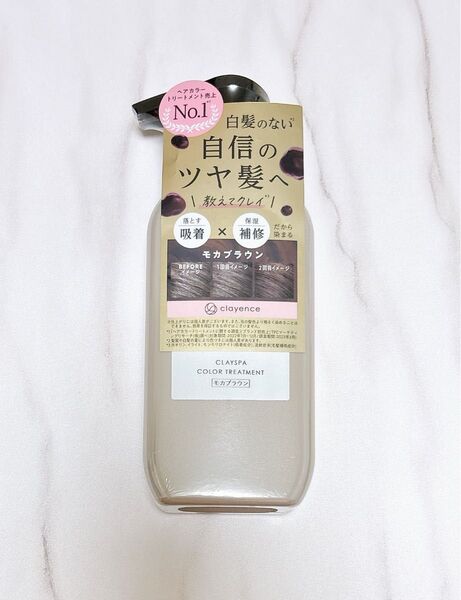 ヘアカラー
トリートメント売上
No.1
白髪のない
自信の
ツヤ髪へ
\ 教えてクレイ /
落とす
吸着
×
保湿
補修
だから
染まる
モカブラウン
BEFORE
イメージ
1回目イメージ
2回目イメージ
clayence
CLAYSPA
COLOR TREATMENT
モカブラウン